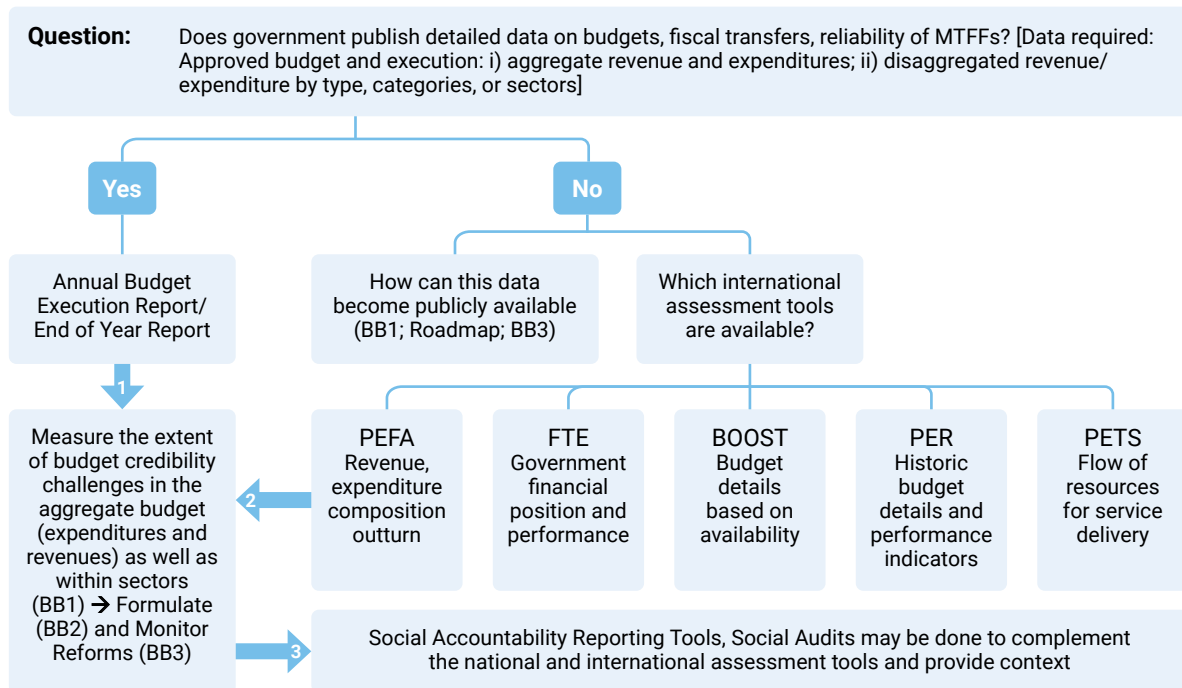 Question: Does government publish detailed data on budgets, fiscal transfers, reliability of MTFFs? [Data required:
Approved budget and execution: i) aggregate revenue and expenditures; ii) disaggregated revenue/
expenditure by type, categories, or sectors]
Yes
No
Annual Budget
Execution Report/
End of Year Report
How can this data
become publicly available
(BB1; Roadmap; BB3)
Which international
assessment tools
are available?
1
Measure the extent
of budget credibility
challenges in the
aggregate budget
(expenditures and
revenues) as well as
within sectors
(BB1) → Formulate
(BB2) and Monitor
Reforms (BB3)
2
PEFA
Revenue,
expenditure
composition
outturn
FTE
Government
financial
position and
performance
BOOST
Budget
details
based on
availability
PER
Historic
budget
details and
performance
indicators
PETS
Flow of
resources
for service
delivery
3
Social Accountability Reporting Tools, Social Audits may be done to complement
the national and international assessment tools and provide context